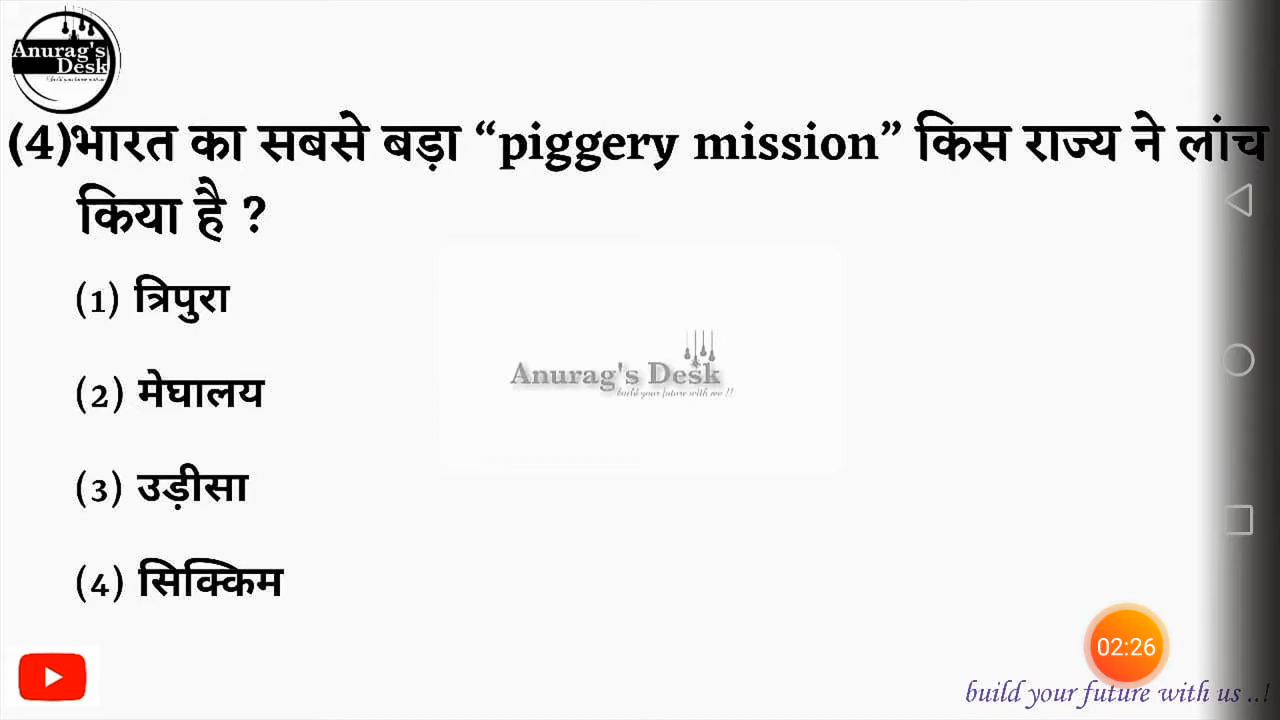 Anurag's
Desk
(4)भारत का सबसे बड़ा “piggery mission” किस राज्य ने लांच
किया है ?
(1) त्रिपुरा
(2) मेघालय
Anurag's Desk
build your future with me !!
(3) उड़ीसा
(4) सिक्किम
02:26
build your future with us ..!